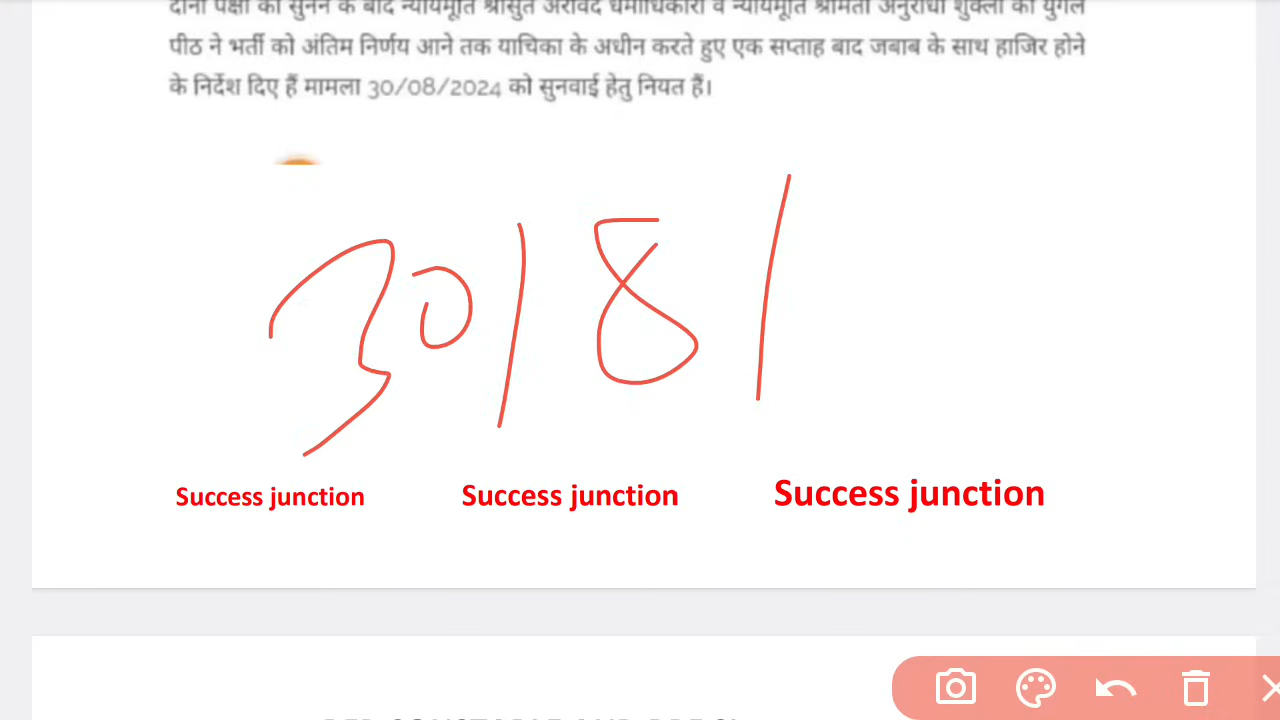 दोनों पक्षों को सुनने के बाद न्यायमूर्ति श्रीसुत अरविंद धर्माधिकारी व न्यायमूर्ति श्रीमती अनुराधा शुक्ला की युगल
पीठ ने भर्ती को अंतिम निर्णय आने तक याचिका के अधीन करते हुए एक सप्ताह बाद जबाब के साथ हाजिर होने
के निर्देश दिए हैं मामला 30/08/2024 को सुनवाई हेतु नियत हैं।
30/8/
Success junction Success junction Success junction